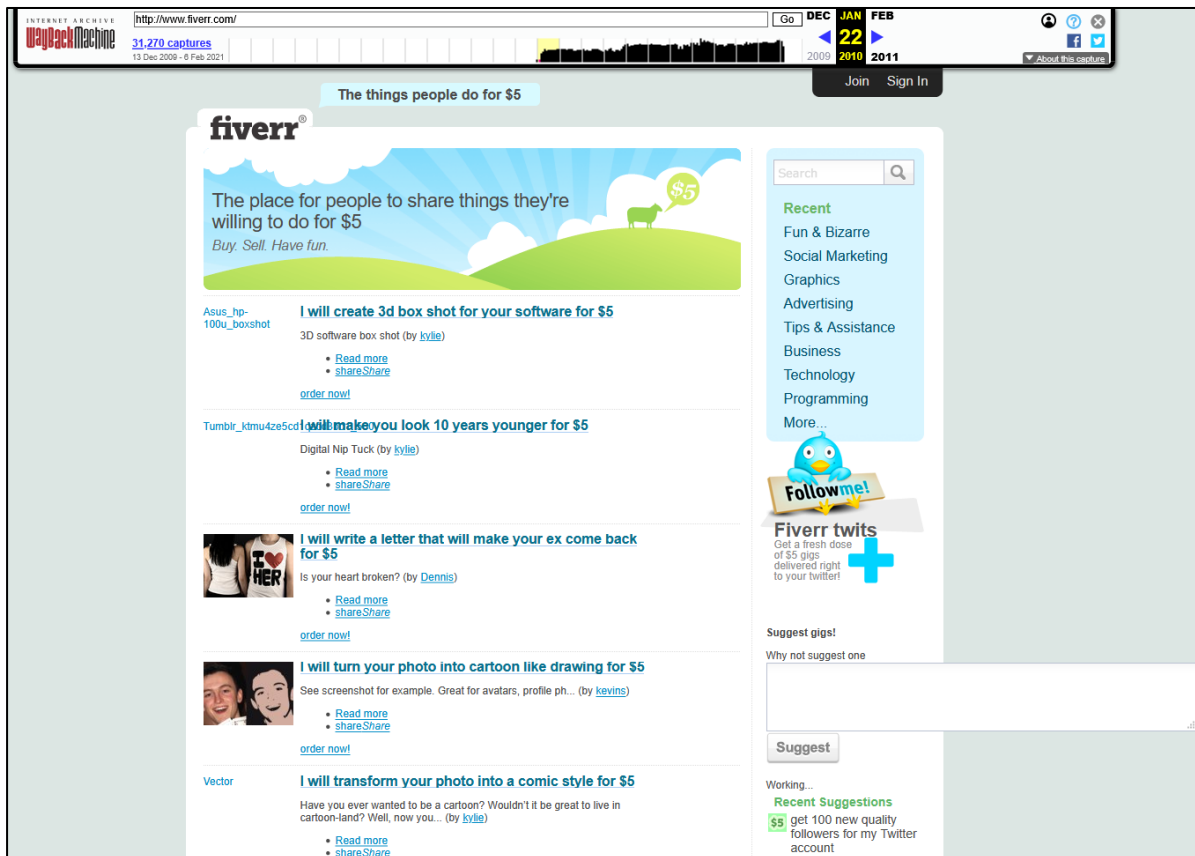 INTERNET ARCHIVE
WayBackMachine
http://www.fiverr.com/
Go
DEC JAN FEB
31,270 captures
22
13 Dec 2009 - 6 Feb 2021
2009 2010 2011
About this capture
Join Sign In
The things people do for $5
fiverr®
The place for people to share things they're
willing to do for $5
Buy. Sell. Have fun.
$5
Asus_hp-
100u_boxshot
I will create 3d box shot for your software for $5
3D software box shot (by kylie)
Read more
shareShare
order now!
I will make you look 10 years younger for $5
Digital Nip Tuck (by kylie)
Read more
shareShare
order now!
I ♥
HER
I will write a letter that will make your ex come back
for $5
Is your heart broken? (by Dennis)
Read more
shareShare
order now!
I will turn your photo into cartoon like drawing for $5
See screenshot for example. Great for avatars, profile ph... (by kevins)
Read more
shareShare
order now!
Vector
I will transform your photo into a comic style for $5
Have you ever wanted to be a cartoon? Wouldn't it be great to live in
cartoon-land? Well, now you... (by kylie)
Read more
shareShare
Search
Recent
Fun & Bizarre
Social Marketing
Graphics
Advertising
Tips & Assistance
Business
Technology
Programming
More...
Followme!
Fiverr twits
Get a fresh dose
of $5 gigs
delivered right
to your twitter!
Suggest gigs!
Why not suggest one
Suggest
Working...
Recent Suggestions
$5 get 100 new quality
followers for my Twitter
account